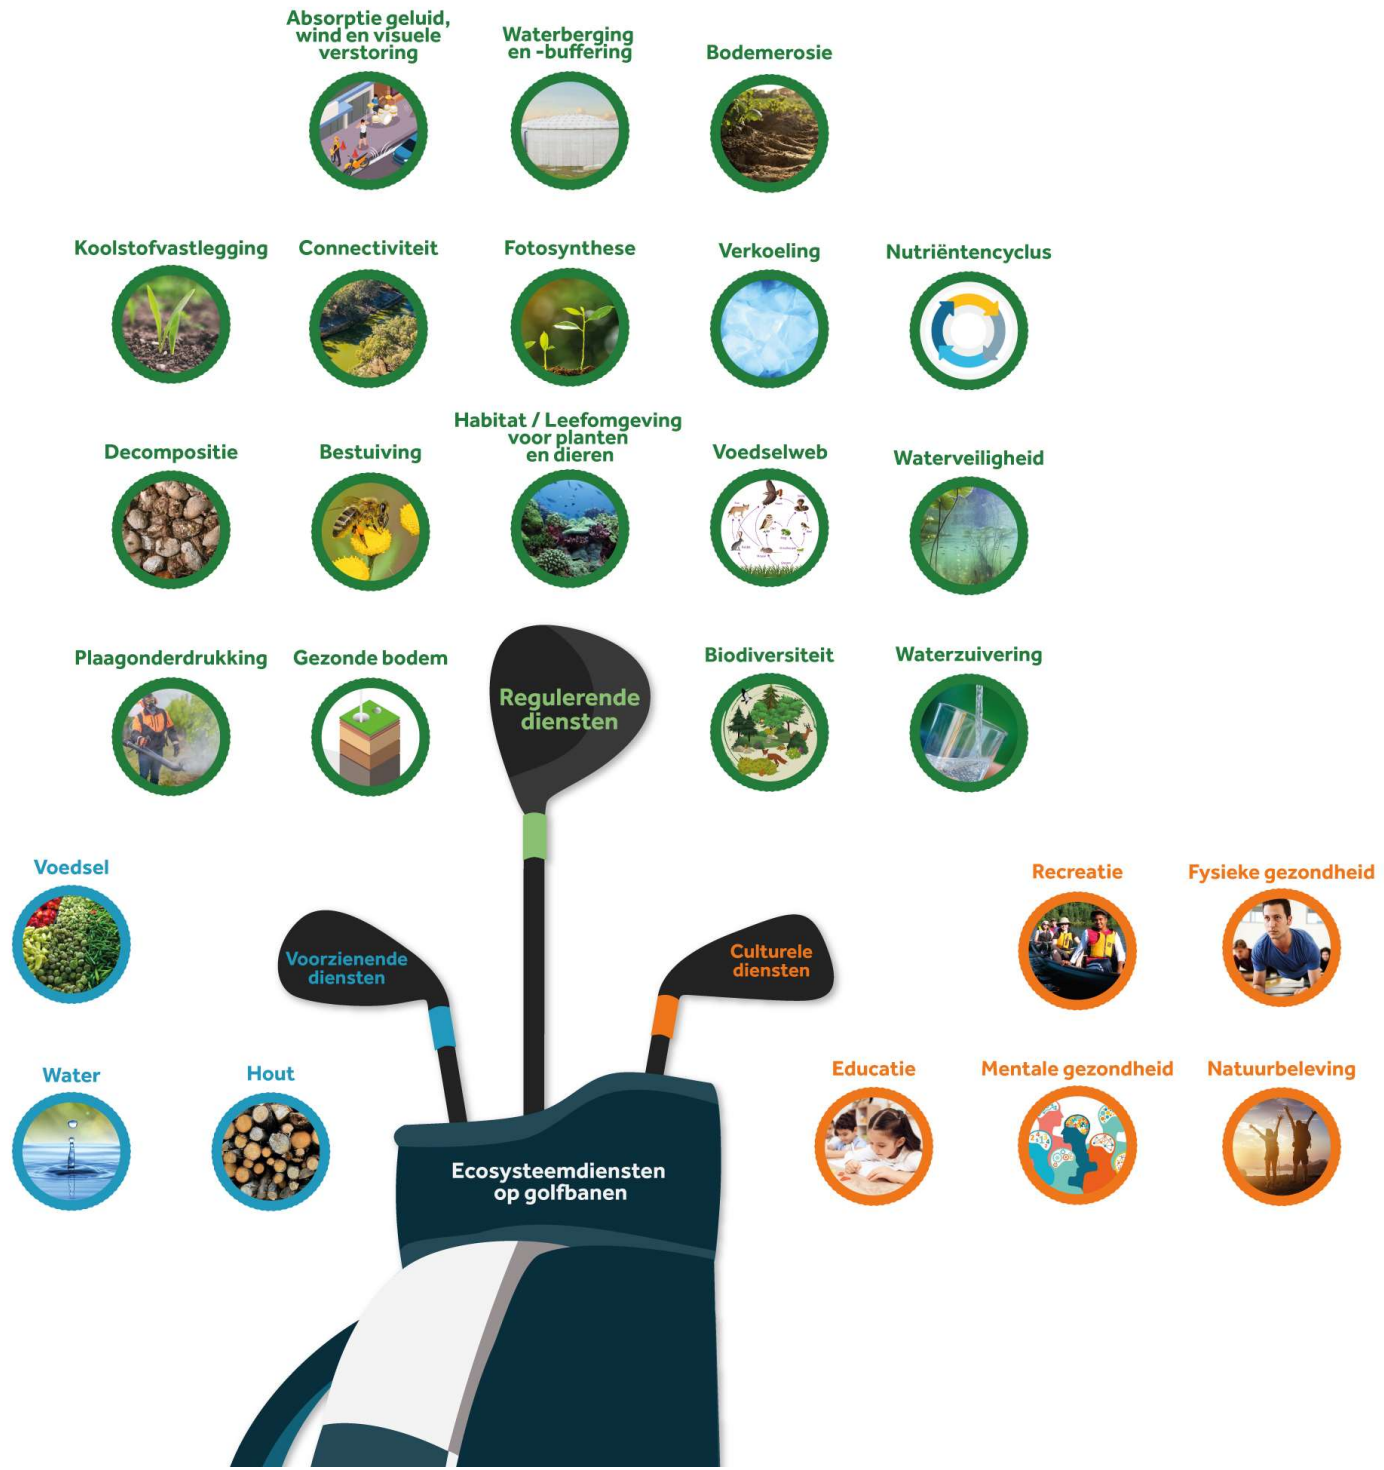 Absorptie geluid,
wind en visuele
verstoring
Waterberging
en -buffering
Bodemerosie
Koolstofvastlegging
Connectiviteit
Fotosynthese
Verkoeling
Nutriëntencyclus
Decompositie
Bestuiving
Habitat / Leefomgeving
voor planten
en dieren
Voedselweb
Waterveiligheid
Plaagonderdrukking
Gezonde bodem
Regulerende
diensten
Biodiversiteit
Waterzuivering
Voedsel
Voorzienende
diensten
Culturele
diensten
Recreatie
Fysieke gezondheid
Water
Hout
Educatie
Mentale gezondheid
Natuurbeleving
Ecosysteemdiensten
op golfbanen